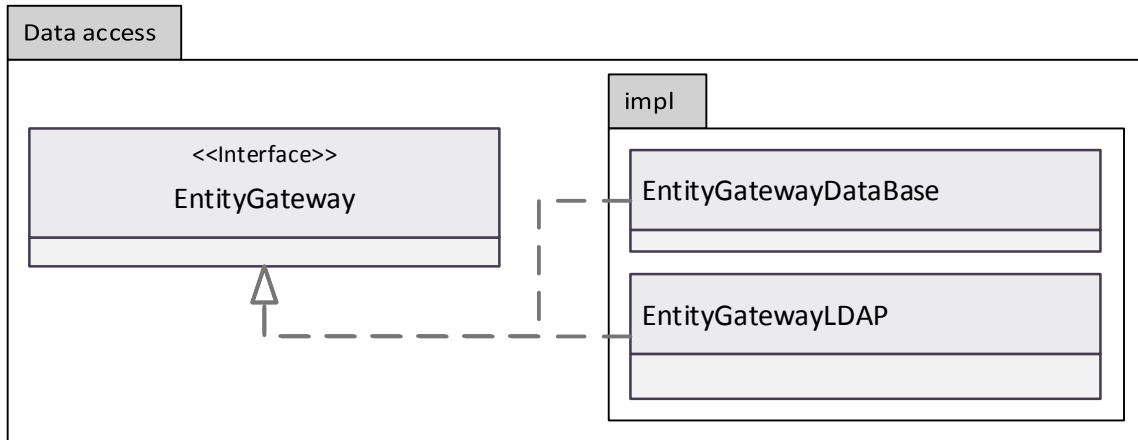 Data access
impl
<<Interface>>
EntityGateway
EntityGatewayDataBase
EntityGatewayLDAP